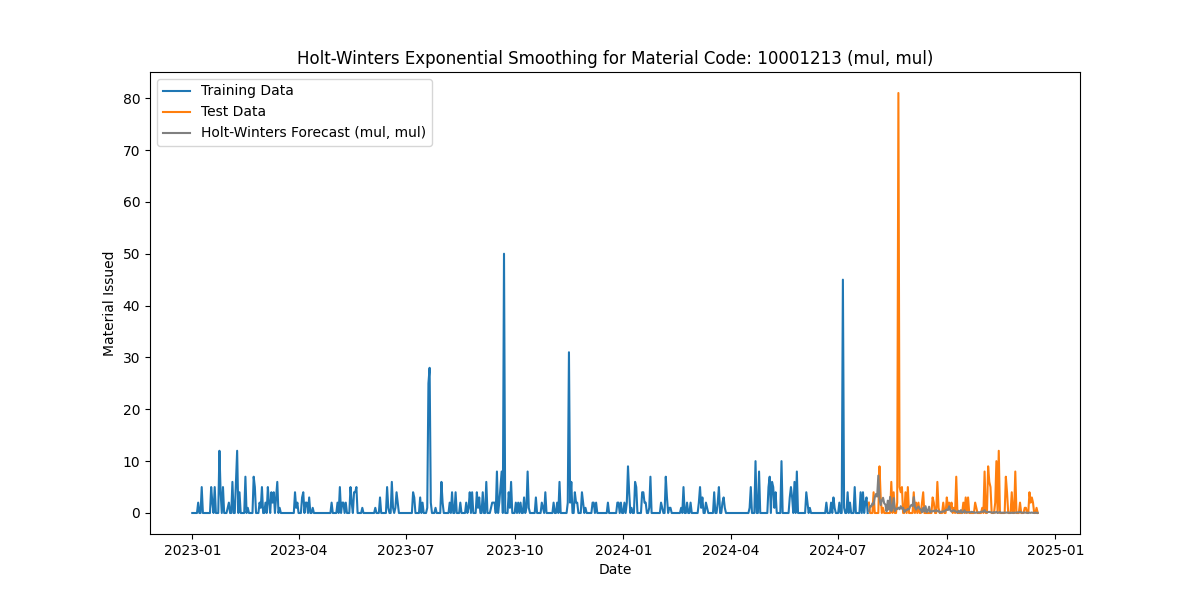 Holt-Winters Exponential Smoothing for Material Code: 10001213 (mul, mul)
Training Data
Test Data
Holt-Winters Forecast (mul, mul)
Material Issued
80
70
60
50
40
30
20
10
0
2023-01 2023-04 2023-07 2023-10 2024-01 2024-04 2024-07 2024-10 2025-01
Date